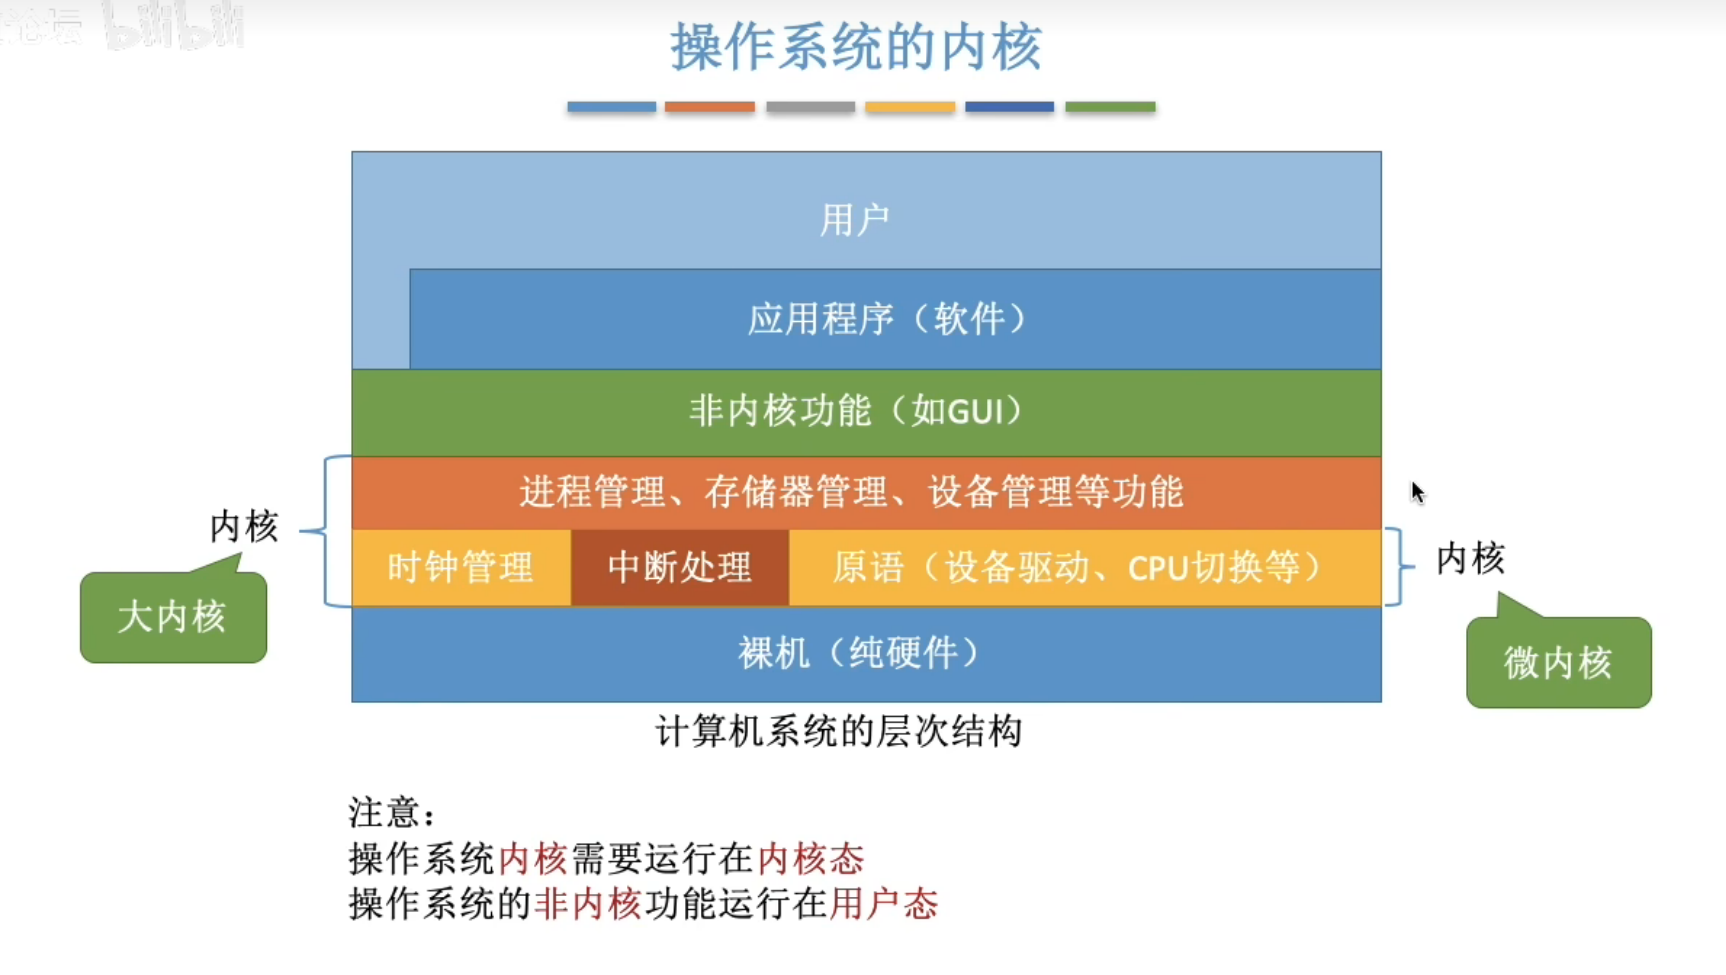 论坛 bilibili
操作系统的内核
用户
应用程序（软件）
非内核功能（如GUI）
进程管理、存储器管理、设备管理等功能
内核
时钟管理 中断处理 原语（设备驱动、CPU切换等）
内核
大内核
裸机（纯硬件）
微内核
计算机系统的层次结构
注意：
操作系统内核需要运行在内核态
操作系统的非内核功能运行在用户态